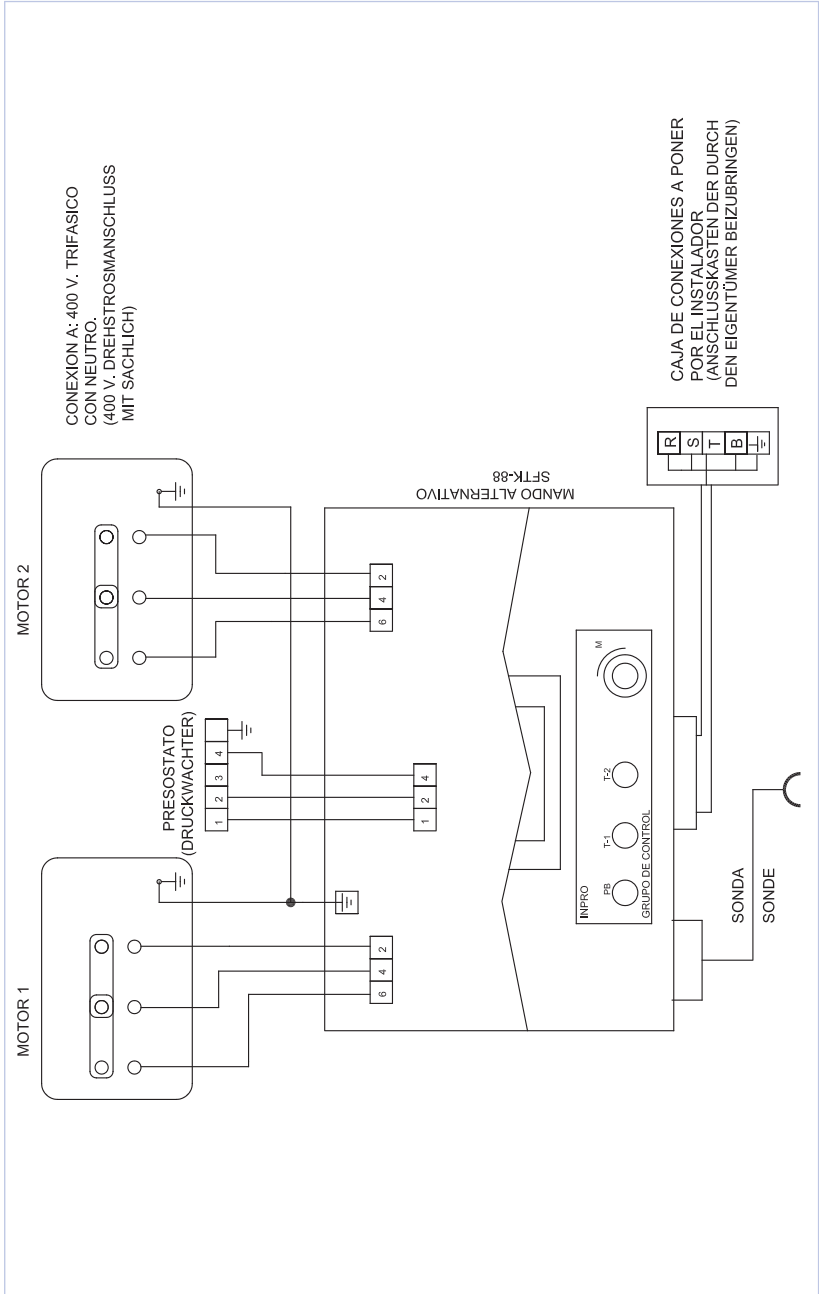 CONEXION A: 400 V. TRIFASICO
CON NEUTRO.
(400 V. DREHSTROSMANSCHLUSS
MIT SACHLICH)
MOTOR 1
MOTOR 2
PRESOSTATO
(DRUCKWACHTER)
1 2 3 4
6 4 2
1 2 4
6 4 2
MANDO ALTERNATIVO
SFTK-88
INPRO
PB T-1 T-2 M
GRUPO DE CONTROL
SONDA
SONDE
R
S
T
B
CAJA DE CONEXIONES A PONER
POR EL INSTALADOR
(ANSCHLUSSKASTEN DER DURCH
DEN EIGENTÜMER BEIZUBRINGEN)